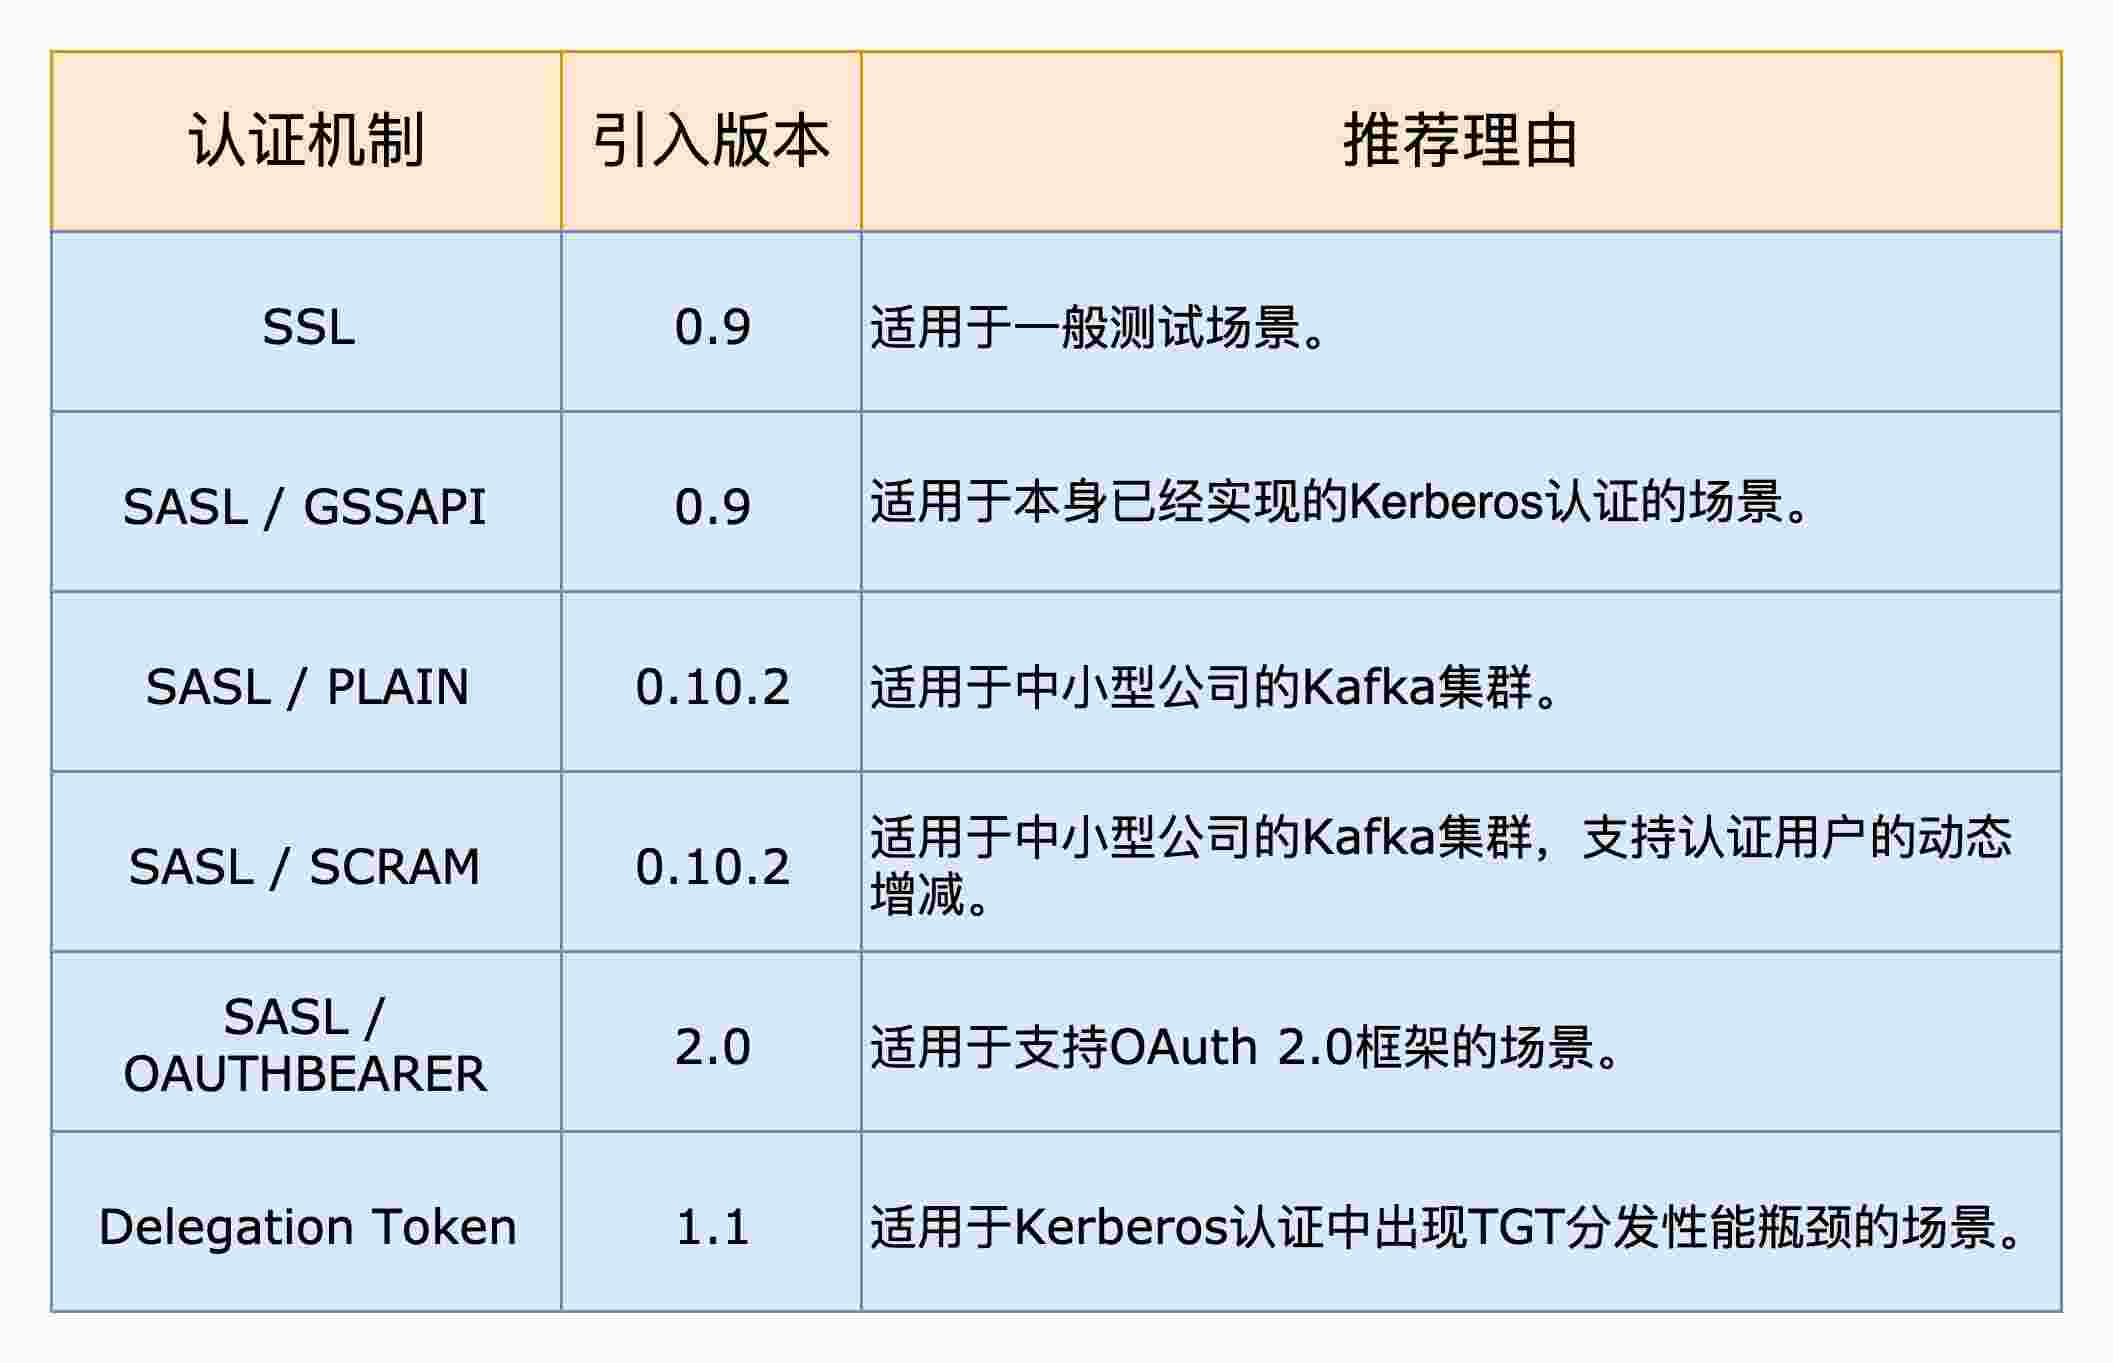 认证机制 引入版本 推荐理由
SSL 0.9 适用于一般测试场景。
SASL / GSSAPI 0.9 适用于本身已经实现的Kerberos认证的场景。
SASL / PLAIN 0.10.2 适用于中小型公司的Kafka集群。
SASL / SCRAM 0.10.2 适用于中小型公司的Kafka集群，支持认证用户的动态
增减。
SASL /
OAUTHBEARER 2.0 适用于支持OAuth 2.0框架的场景。
Delegation Token 1.1 适用于Kerberos认证中出现TGT分发性能瓶颈的场景。